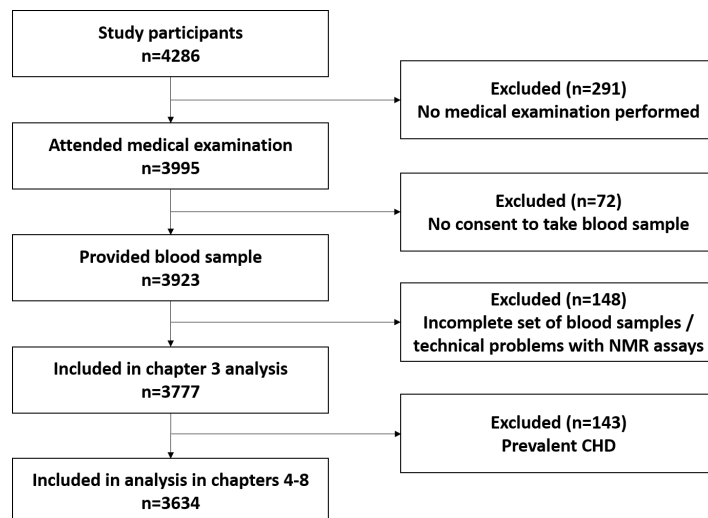 Study participants
n=4286
Excluded (n=291)
No medical examination performed
Attended medical examination
n=3995
Excluded (n=72)
No consent to take blood sample
Provided blood sample
n=3923
Excluded (n=148)
Incomplete set of blood samples /
technical problems with NMR assays
Included in chapter 3 analysis
n=3777
Excluded (n=143)
Prevalent CHD
Included in analysis in chapters 4-8
n=3634